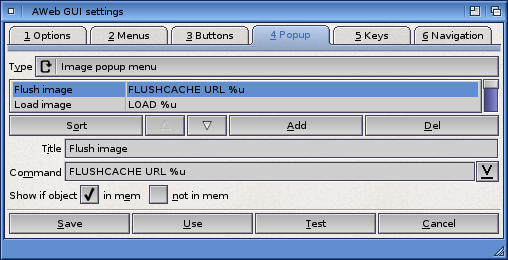 AWeb GUI settings
1 Options 2 Menus 3 Buttons 4 Popup 5 Keys 6 Navigation
Type Image popup menu
Flush image FLUSHCACHE URL %u
Load image LOAD %u
Sort Add Del
Title Flush image
Command FLUSHCACHE URL %u
Show if object in mem not in mem
Save Use Test Cancel